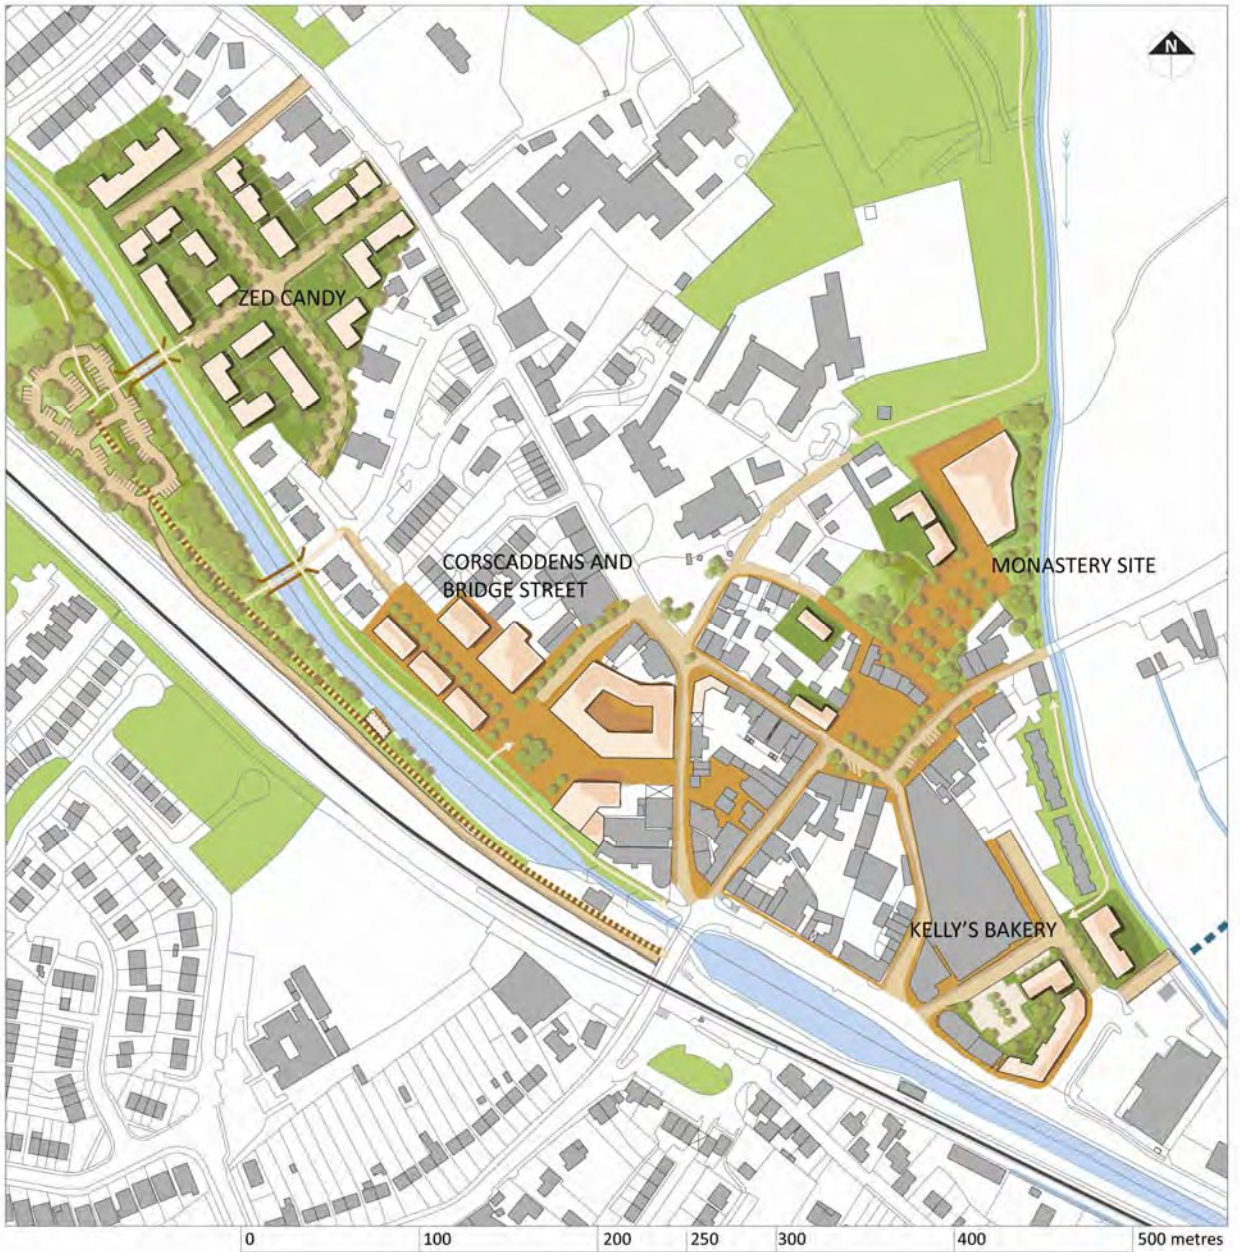 N
ZED CANDY
CORSCADDENS AND
BRIDGE STREET
MONASTERY SITE
KELLY'S BAKERY
0 100 200 250 300 400 500 metres